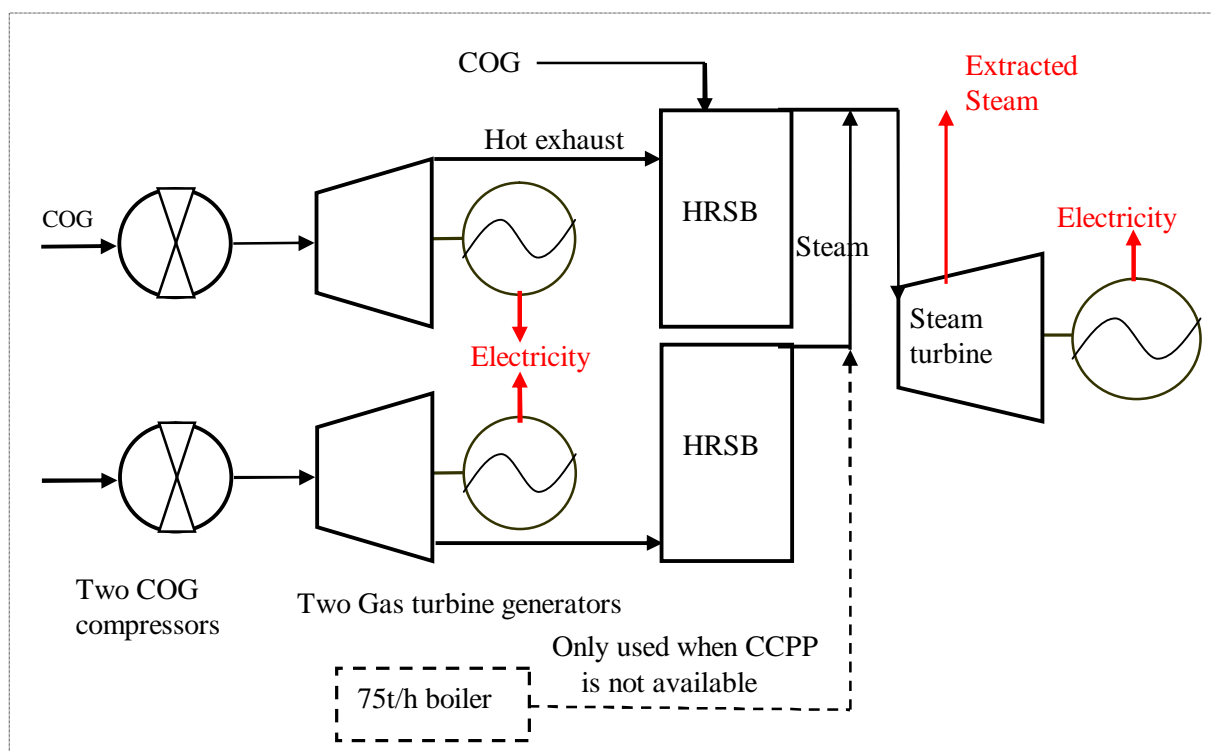 COG
Extracted
Steam
Hot exhaust
COG
HRSB
Electricity
Steam
Steam
turbine
Electricity
HRSB
Two COG
compressors
Two Gas turbine generators
Only used when CCPP
is not available
75t/h boiler